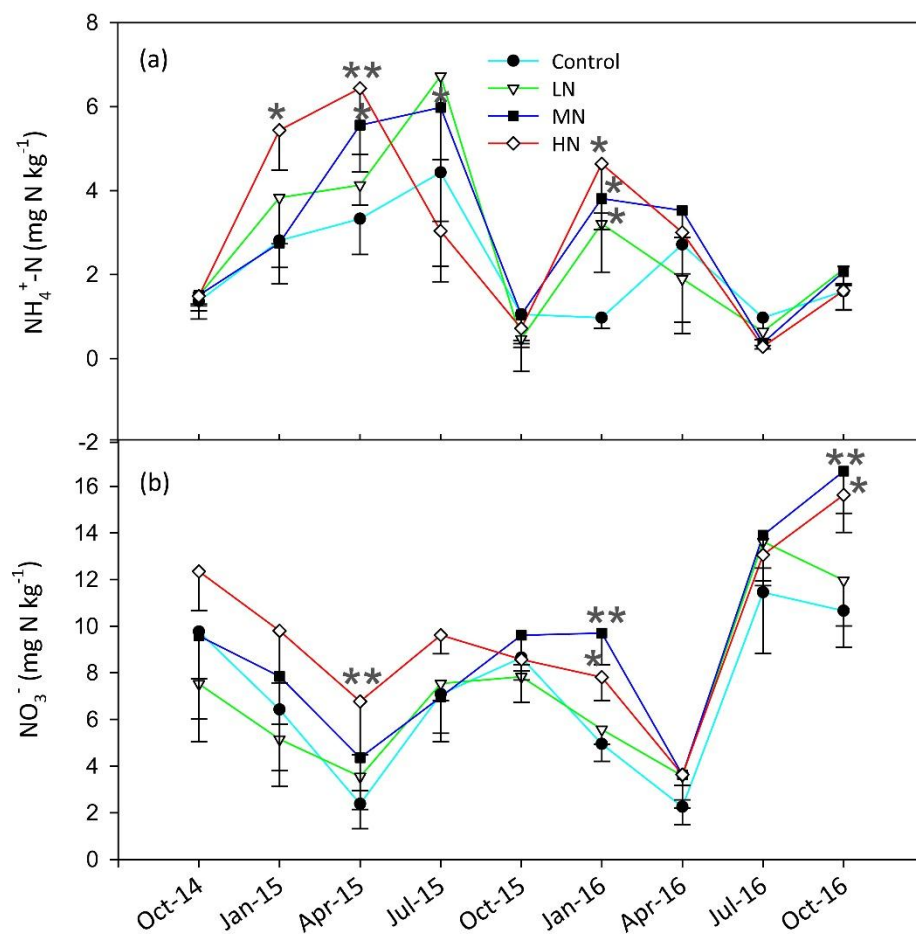 8
(a)
Control
LN
MN
HN
**
*
*
*
6
*
*
*
4
2
0
-2
NH₄⁺-N (mg N kg⁻¹)
(b)
**
*
16
14
12
**
*
10
**
8
6
4
2
0
NO₃⁻ (mg N kg⁻¹)
Oct-14
Jan-15
Apr-15
Jul-15
Oct-15
Jan-16
Apr-16
Jul-16
Oct-16